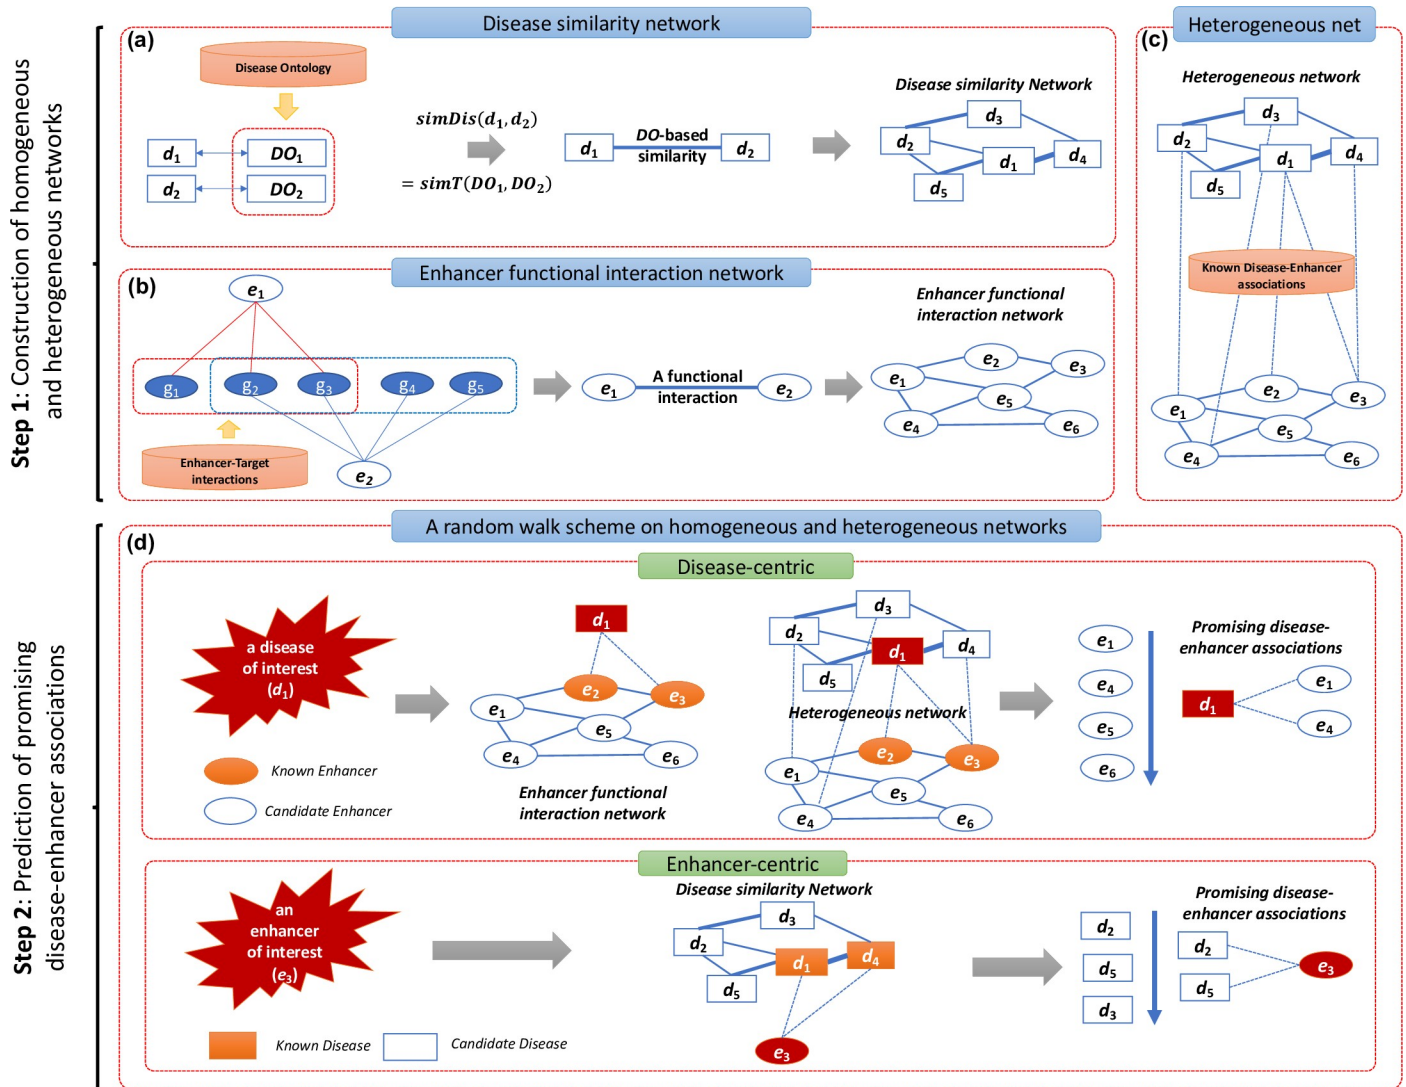 Step 1: Construction of homogeneous
and heterogeneous networks
Disease similarity network
(a)
Disease Ontology
d1
DO1
d2
DO2
simDis(d1, d2)
= simT(DO1, DO2)
d1
DO-based
similarity
d2
Disease similarity Network
d3
d2
d1
d4
d5
Enhancer functional interaction network
(b)
e1
g1
g2
g3
g4
g5
Enhancer-Target
interactions
e2
e1
A functional
interaction
e2
Enhancer functional
interaction network
e2
e3
e1
e5
e4
e6
Heterogeneous net
(c)
Heterogeneous network
d3
d2
d1
d4
d5
Known Disease-Enhancer
associations
e2
e3
e1
e5
e4
e6
Step 2: Prediction of promising
disease-enhancer associations
A random walk scheme on homogeneous and heterogeneous networks
(d)
Disease-centric
a disease
of interest
(d1)
Known Enhancer
Candidate Enhancer
d1
e2
e3
e1
e5
e4
e6
Enhancer functional
interaction network
d3
d2
d1
d4
d5
Heterogeneous network
e2
e3
e1
e5
e4
e6
e1
e4
e5
e6
Promising disease-
enhancer associations
d1
e1
e4
Enhancer-centric
an
enhancer
of interest
(e3)
Known Disease
Candidate Disease
Disease similarity Network
d3
d2
d1
d4
d5
e3
d2
d5
d3
Promising disease-
enhancer associations
d2
d5
e3